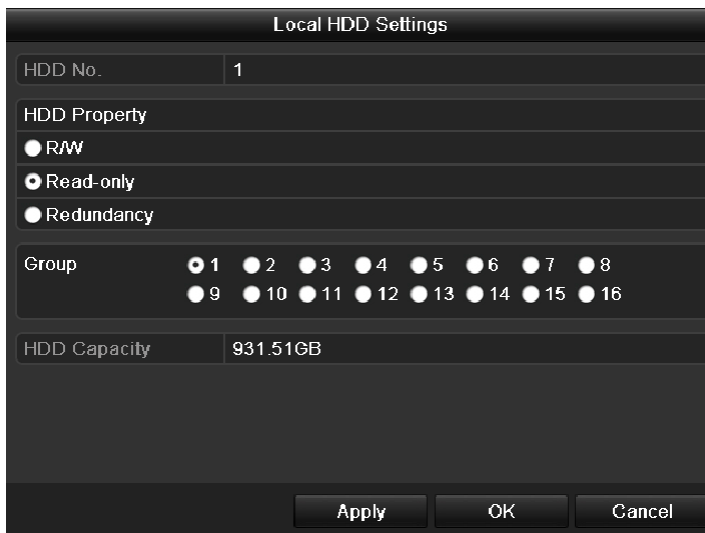 Local HDD Settings
HDD No. 1
HDD Property
R/W
Read-only
Redundancy
Group 1 2 3 4 5 6 7 8
9 10 11 12 13 14 15 16
HDD Capacity 931.51GB
Apply OK Cancel